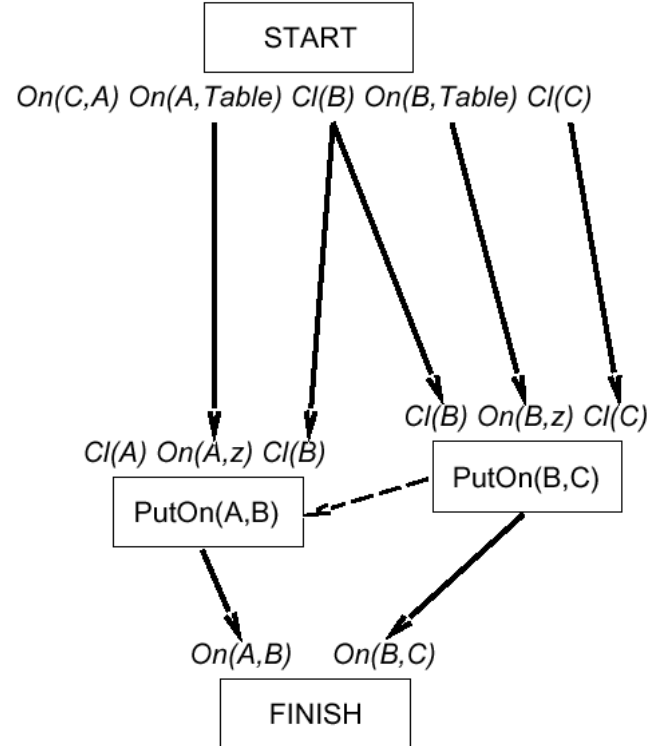 START
On(C,A) On(A,Table) Cl(B) On(B,Table) Cl(C)
Cl(B) On(B,z) Cl(C)
Cl(A) On(A,z) Cl(B)
PutOn(B,C)
PutOn(A,B)
On(A,B) On(B,C)
FINISH